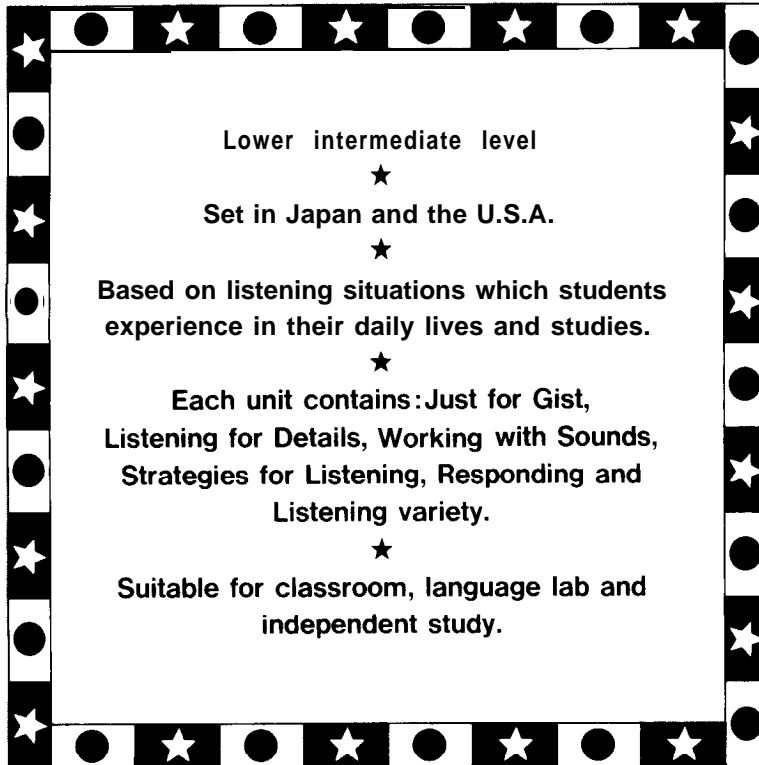 Lower intermediate level
Set in Japan and the U.S.A.
Based on listening situations which students
experience in their daily lives and studies.
Each unit contains:Just for Gist,
Listening for Details, Working with Sounds,
Strategies for Listening, Responding and
Listening variety.
Suitable for classroom, language lab and
independent study.